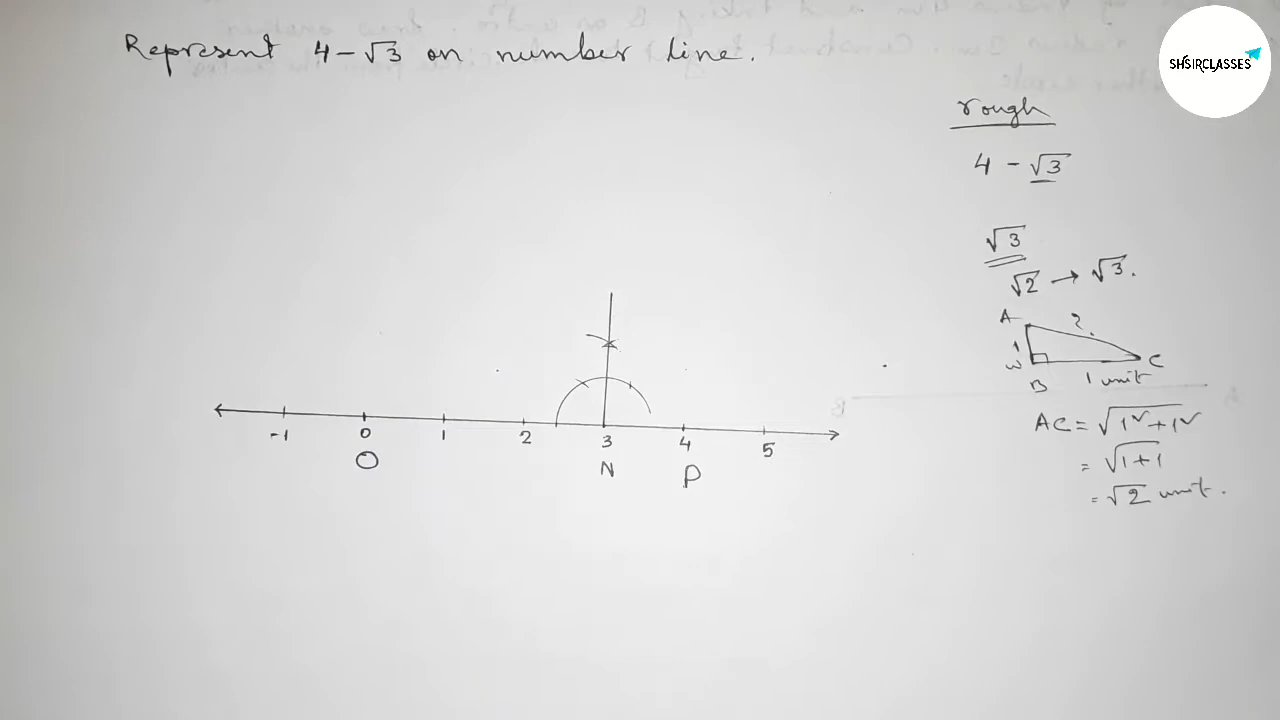 Represent 4 - √3 on number line.
SHSIRCLASSES
rough
4 - √3
√3
√2 → √3.
A ?
1
B 1 unit C
AC = √1²+1²
= √1+1
= √2 unit.
-1 0 1 2 3 4 5
O N P